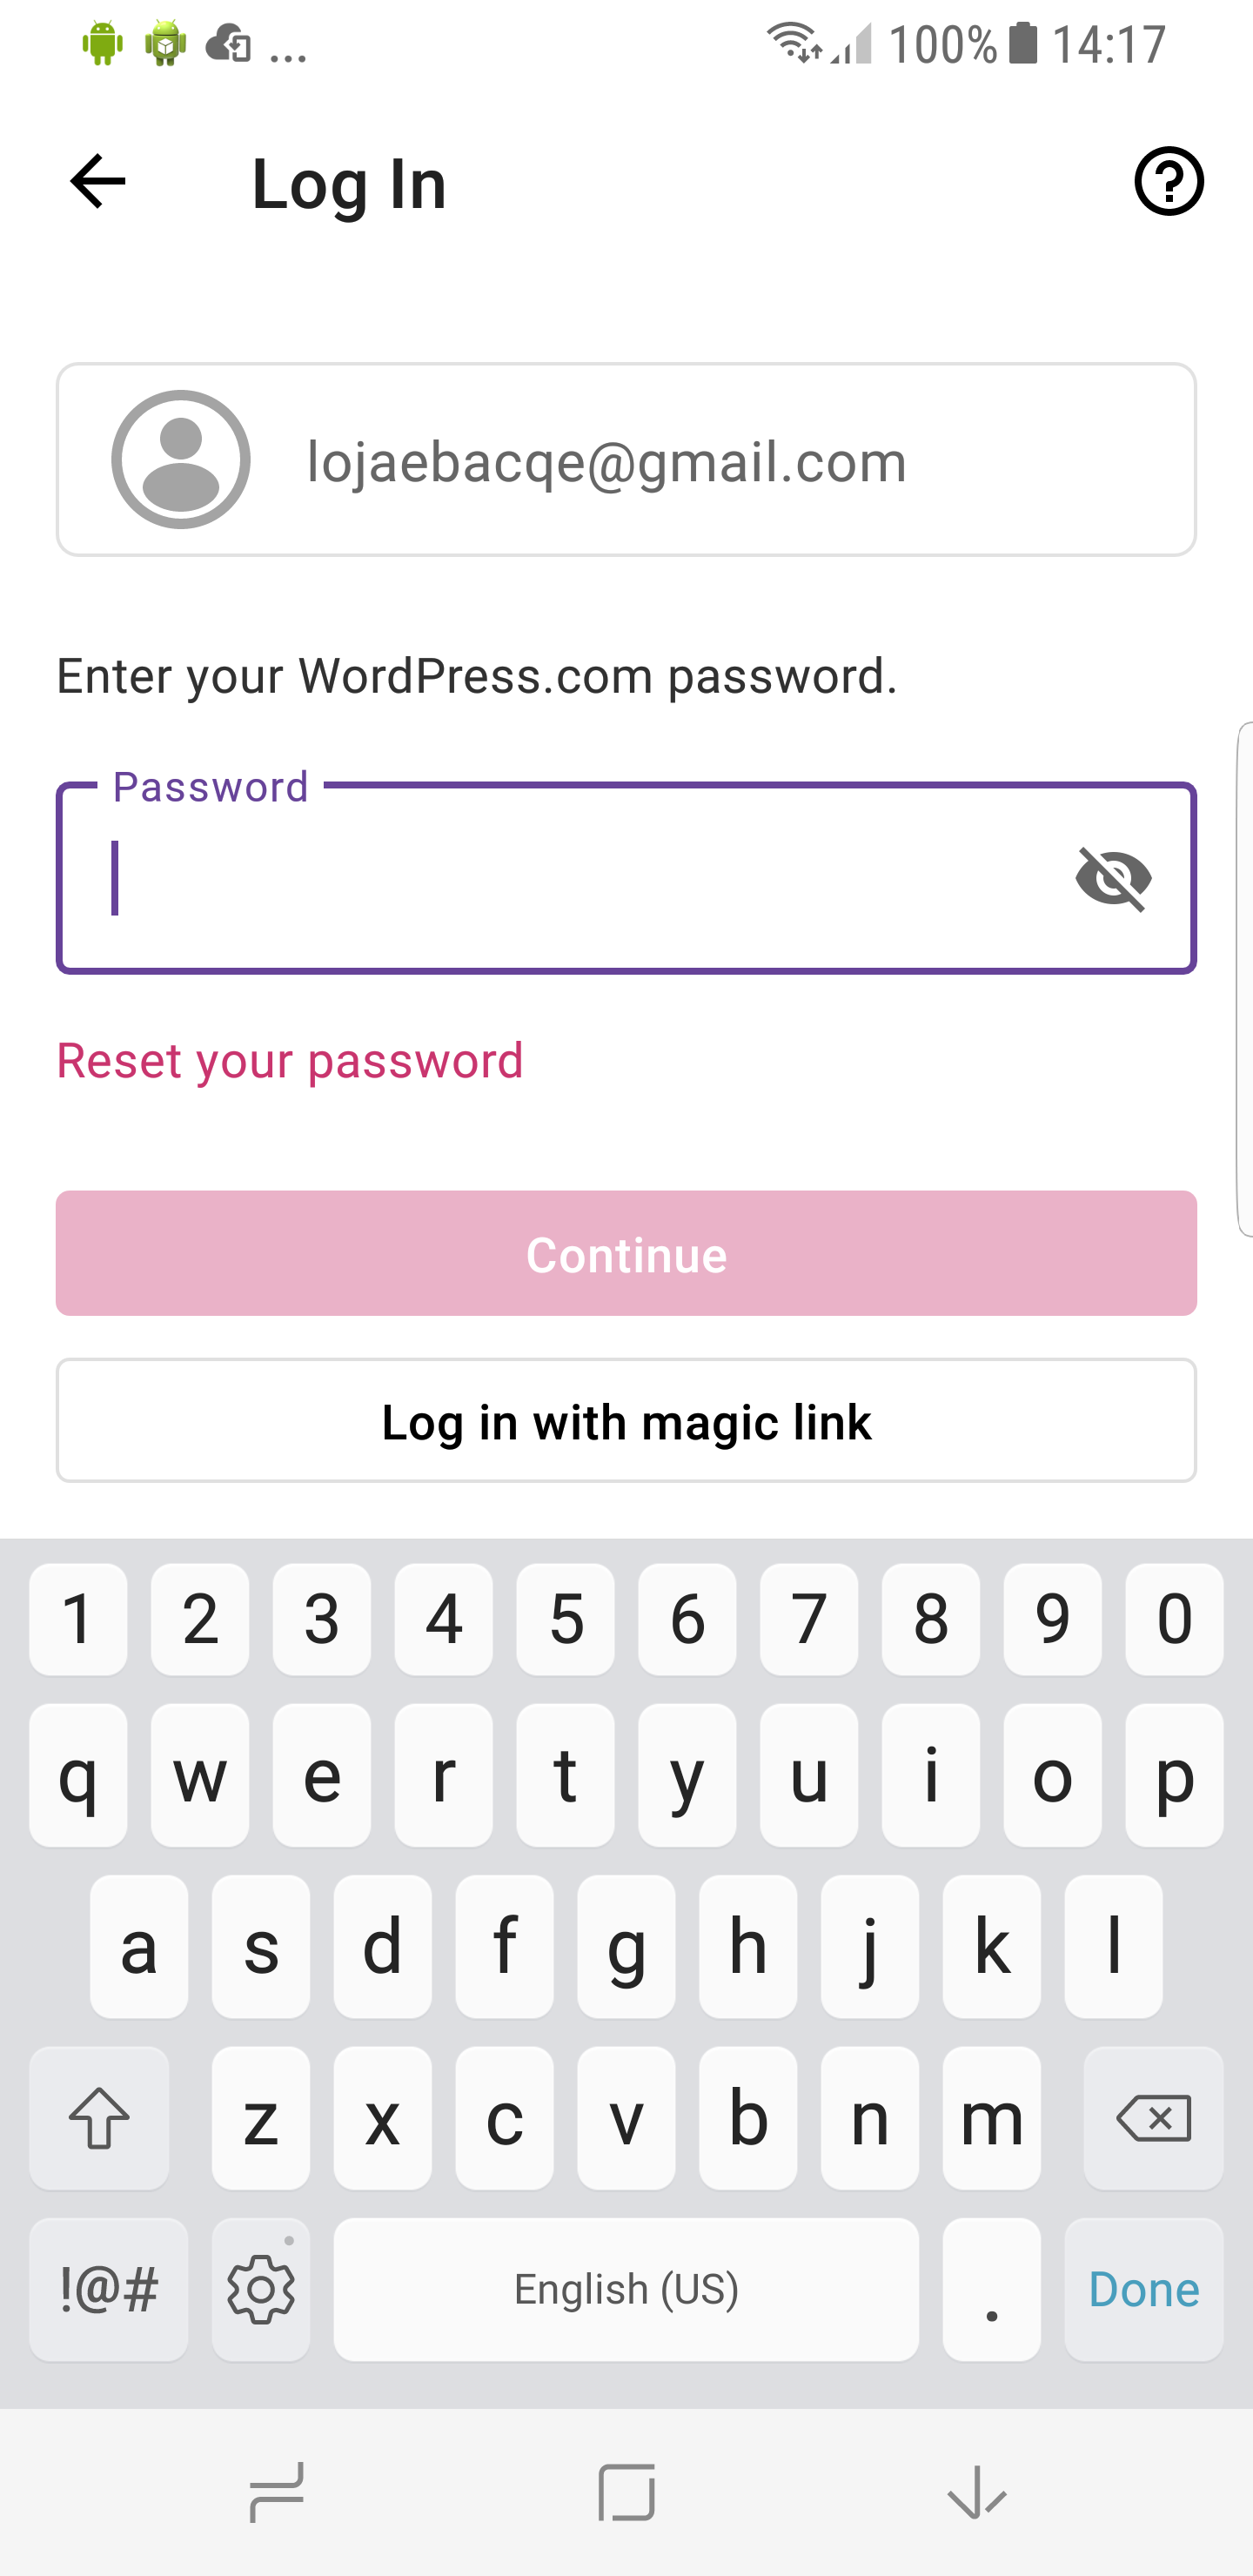 ... 100% 14:17
Log In
lojaebacqe@gmail.com
Enter your WordPress.com password.
Password
Reset your password
Continue
Log in with magic link
1 2 3 4 5 6 7 8 9 0
q w e r t y u i o p
a s d f g h j k l
z x c v b n m
!@# English (US) . Done